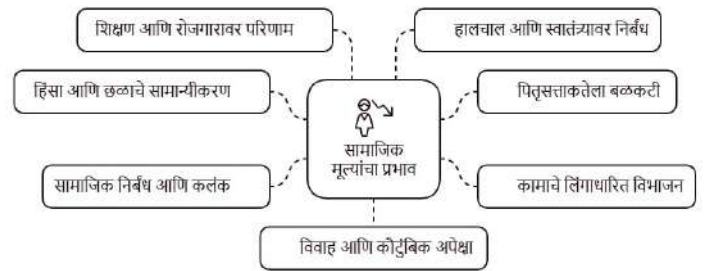 शिक्षण आणि रोजगारावर परिणाम
हालचाल आणि स्वातंत्र्यावर निर्बंध
हिंसा आणि छळाचे सामान्यीकरण
पितृसत्ताकतेला बळकटी
सामाजिक
मूल्यांचा प्रभाव
सामाजिक निर्बंध आणि कलंक
कामाचे लिंगाधारित विभाजन
विवाह आणि कौटुंबिक अपेक्षा